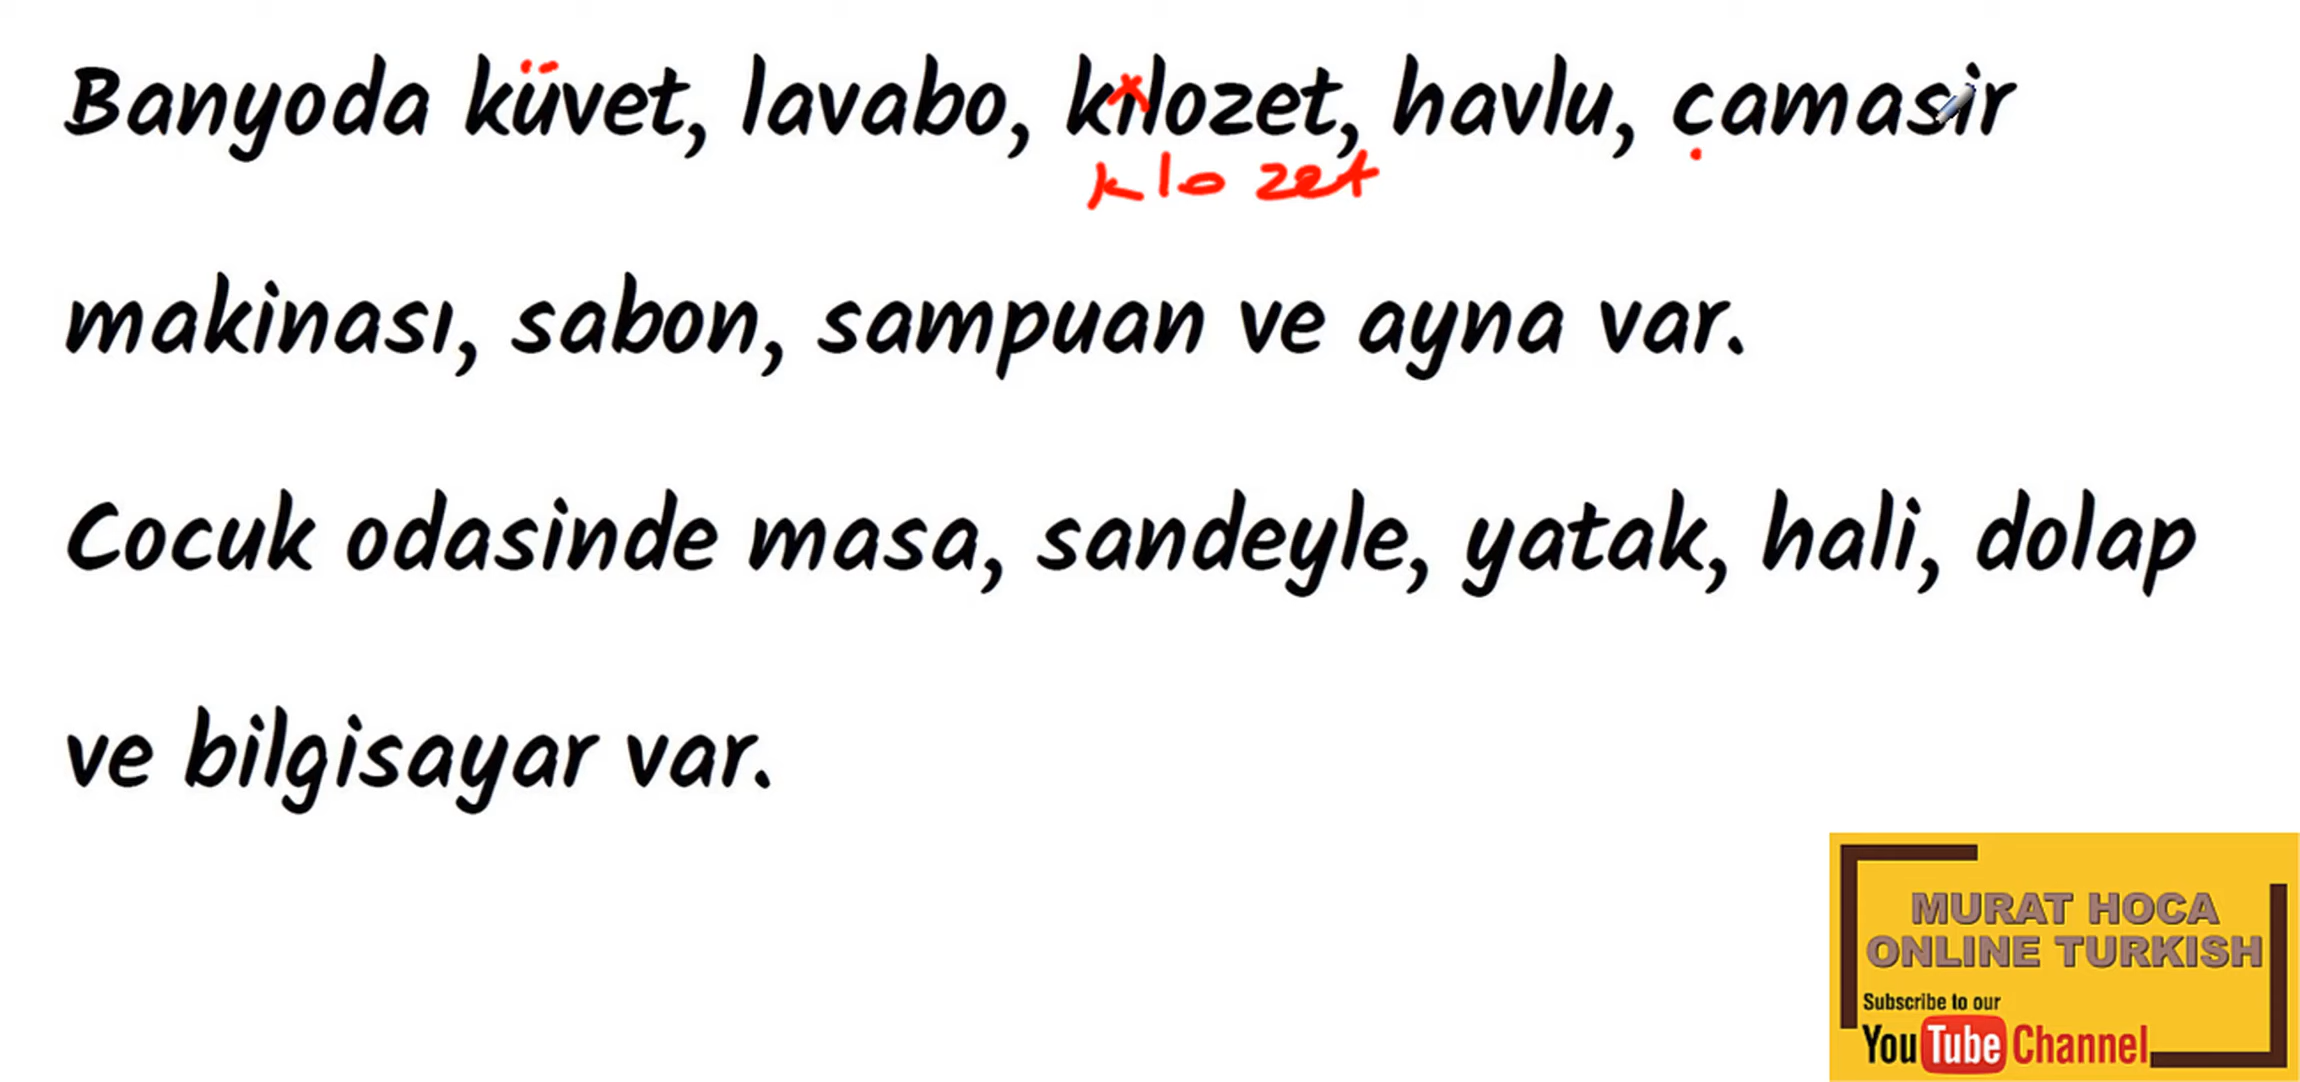 Banyoda küvet, lavabo, kilozet, havlu, çamasir
klozet
makinası, sabon, sampuan ve ayna var.
Cocuk odasinde masa, sandeyle, yatak, hali, dolap
ve bilgisayar var.
MURAT HOCA
ONLINE TURKISH
Subscribe to our
YouTube Channel